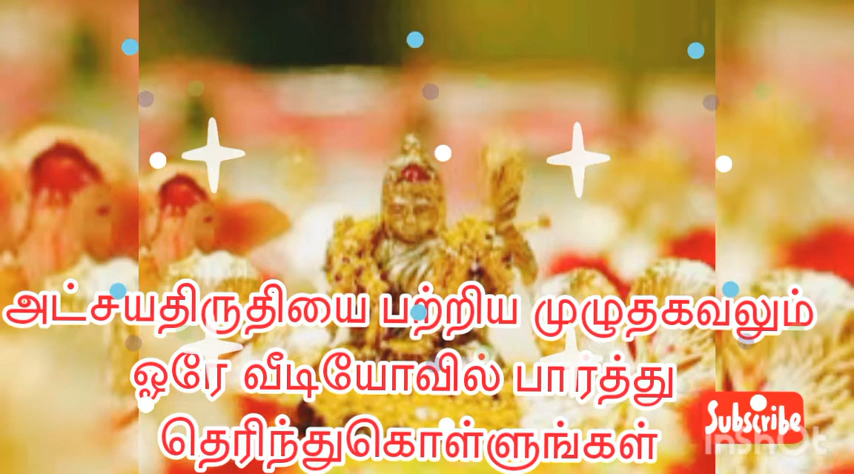 அட்சயதிருதியை பற்றிய முழுதகவலும்
ஒரே வீடியோவில் பார்த்து
தெரிந்துகொள்ளுங்கள்
Subscribe
InShOt